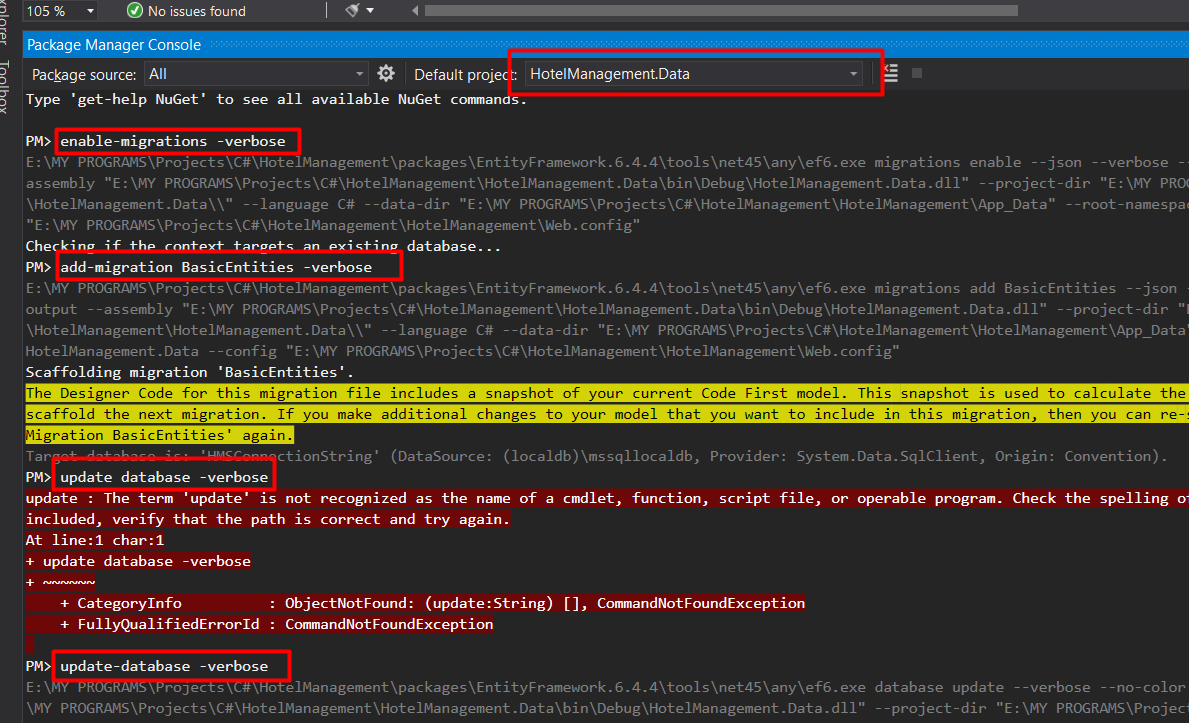 xplorer
Toolbox
105 %
No issues found
Package Manager Console
Package source: All
Default project: HotelManagement.Data
Type 'get-help NuGet' to see all available NuGet commands.
PM> enable-migrations -verbose
E:\MY PROGRAMS\Projects\C#\HotelManagement\packages\EntityFramework.6.4.4\tools\net45\any\ef6.exe migrations enable --json --verbose --
assembly "E:\MY PROGRAMS\Projects\C#\HotelManagement\HotelManagement.Data\bin\Debug\HotelManagement.Data.dll" --project-dir "E:\MY PROG
\HotelManagement.Data\\" --language C# --data-dir "E:\MY PROGRAMS\Projects\C#\HotelManagement\HotelManagement\App_Data" --root-namespac
"E:\MY PROGRAMS\Projects\C#\HotelManagement\HotelManagement\Web.config"
Checking if the context targets an existing database...
PM> add-migration BasicEntities -verbose
E:\MY PROGRAMS\Projects\C#\HotelManagement\packages\EntityFramework.6.4.4\tools\net45\any\ef6.exe migrations add BasicEntities --json -
output --assembly "E:\MY PROGRAMS\Projects\C#\HotelManagement\HotelManagement.Data\bin\Debug\HotelManagement.Data.dll" --project-dir "E
\HotelManagement\HotelManagement.Data\\" --language C# --data-dir "E:\MY PROGRAMS\Projects\C#\HotelManagement\HotelManagement\App_Data"
HotelManagement.Data --config "E:\MY PROGRAMS\Projects\C#\HotelManagement\HotelManagement\Web.config"
Scaffolding migration 'BasicEntities'.
The Designer Code for this migration file includes a snapshot of your current Code First model. This snapshot is used to calculate the
scaffold the next migration. If you make additional changes to your model that you want to include in this migration, then you can re-s
Migration BasicEntities' again.
Target database is: 'HMSConnectionString' (DataSource: (localdb)\mssqllocaldb, Provider: System.Data.SqlClient, Origin: Convention).
PM> update database -verbose
update : The term 'update' is not recognized as the name of a cmdlet, function, script file, or operable program. Check the spelling of
included, verify that the path is correct and try again.
At line:1 char:1
+ update database -verbose
+ ~~~~~~
+ CategoryInfo : ObjectNotFound: (update:String) [], CommandNotFoundException
+ FullyQualifiedErrorId : CommandNotFoundException
PM> update-database -verbose
E:\MY PROGRAMS\Projects\C#\HotelManagement\packages\EntityFramework.6.4.4\tools\net45\any\ef6.exe database update --verbose --no-color
\MY PROGRAMS\Projects\C#\HotelManagement\HotelManagement.Data\bin\Debug\HotelManagement.Data.dll" --project-dir "E:\MY PROGRAMS\Project